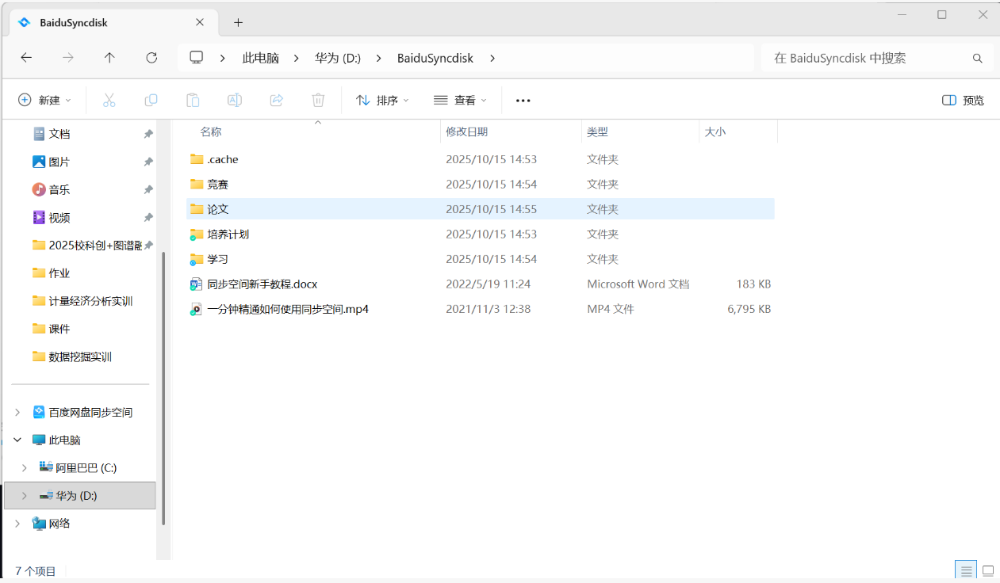 BaiduSyncdisk
此电脑 华为 (D:) BaiduSyncdisk 在 BaiduSyncdisk 中搜索
新建 排序 查看 预览
文档
图片
音乐
视频
2025校科创+图谱融
作业
计量经济分析实训
课件
数据挖掘实训
百度网盘同步空间
此电脑
阿里巴巴 (C:)
华为 (D:)
网络
名称 修改日期 类型 大小
.cache 2025/10/15 14:53 文件夹
竞赛 2025/10/15 14:54 文件夹
论文 2025/10/15 14:55 文件夹
培养计划 2025/10/15 14:53 文件夹
学习 2025/10/15 14:54 文件夹
同步空间新手教程.docx 2022/5/19 11:24 Microsoft Word 文档 183 KB
一分钟精通如何使用同步空间.mp4 2021/11/3 12:38 MP4 文件 6,795 KB
7 个项目